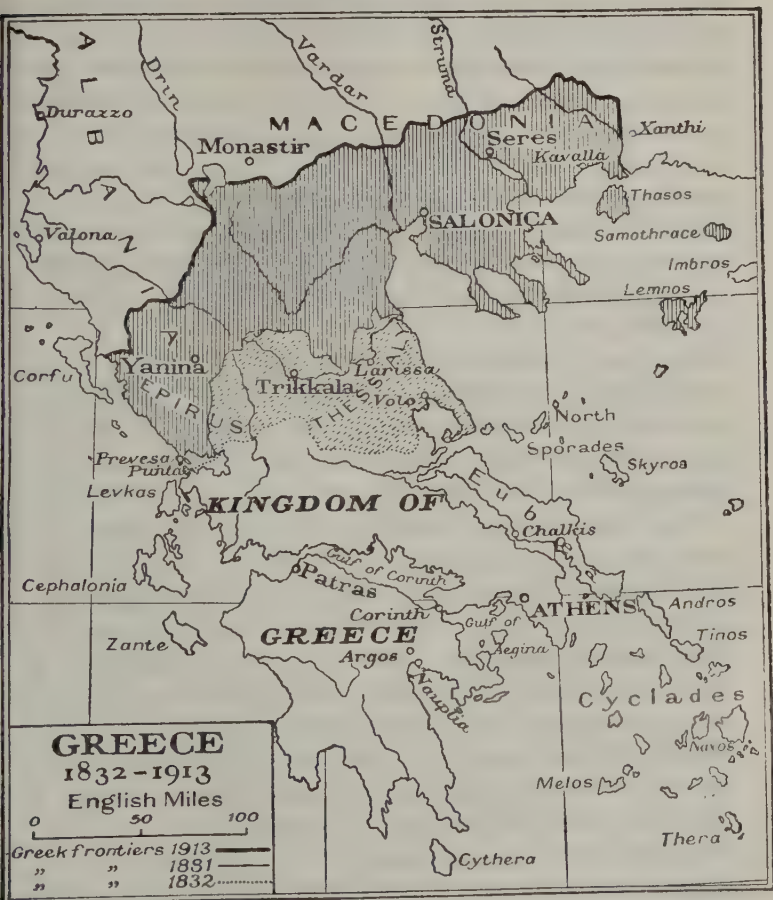 ALBANIA
Drin
Vardar
Struma
Durazzo
MACEDONIA
Monastir
Seres
Xanthi
Kavalla
Thasos
SALONICA
Samothrace
Valona
Imbros
Lemnos
Yanina
Corfu
Trikkala
Larissa
EPIRUS
THESSALY
Volo
North
Sporades
Prevesa
Punta
Skyros
Levkas
KINGDOM OF
Chalkis
Gulf of Corinth
Cephalonia
Patras
ATHENS
Andros
Corinth
Gulf of
Aegina
Tinos
Zante
GREECE
Argos
Nauplia
Cyclades
Naxos
Melos
Thera
Cythera
GREECE
1832-1913
English Miles
0 50 100
Greek frontiers 1913
„ „ 1881
„ „ 1832